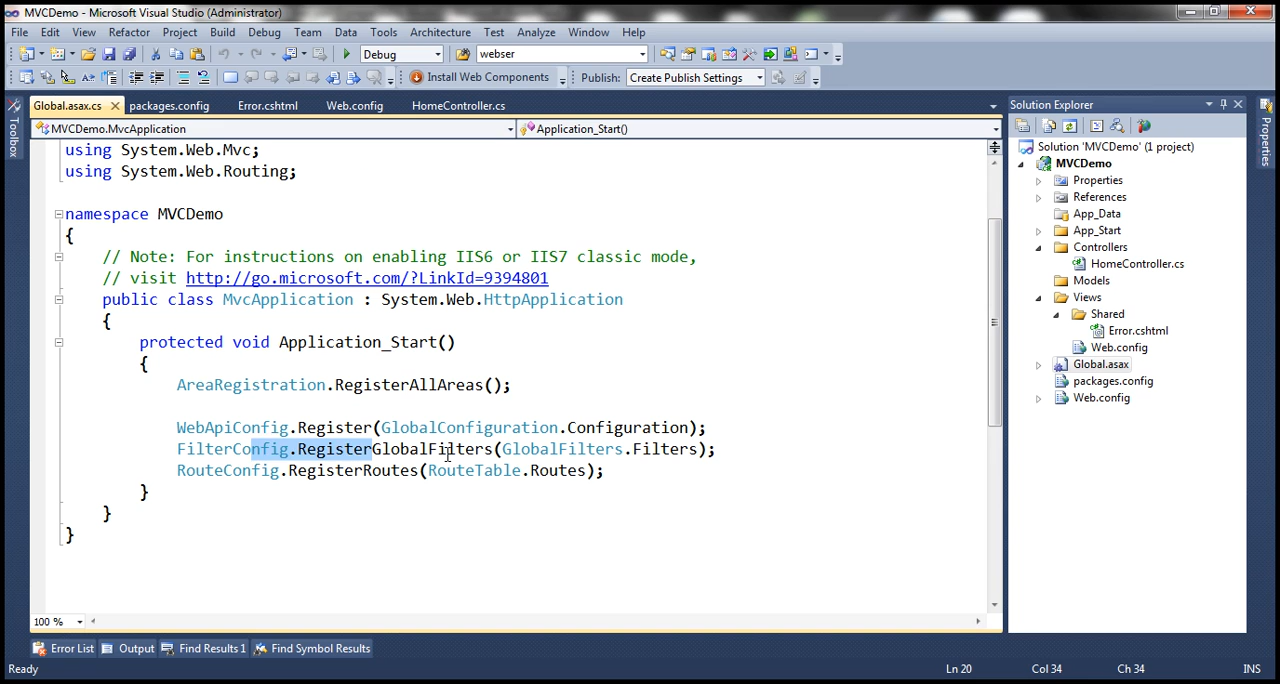 MVCDemo - Microsoft Visual Studio (Administrator)
File Edit View Refactor Project Build Debug Team Data Tools Architecture Test Analyze Window Help
Debug webser
Install Web Components Publish: Create Publish Settings
Toolbox
Global.asax.cs packages.config Error.cshtml Web.config HomeController.cs
MVCDemo.MvcApplication Application_Start()
using System.Web.Mvc;
using System.Web.Routing;
namespace MVCDemo
{
// Note: For instructions on enabling IIS6 or IIS7 classic mode,
// visit http://go.microsoft.com/?LinkId=9394801
public class MvcApplication : System.Web.HttpApplication
{
protected void Application_Start()
{
AreaRegistration.RegisterAllAreas();
WebApiConfig.Register(GlobalConfiguration.Configuration);
FilterConfig.RegisterGlobalFilters(GlobalFilters.Filters);
RouteConfig.RegisterRoutes(RouteTable.Routes);
}
}
}
100 %
Solution Explorer
Solution 'MVCDemo' (1 project)
MVCDemo
Properties
References
App_Data
App_Start
Controllers
HomeController.cs
Models
Views
Shared
Error.cshtml
Web.config
Global.asax
packages.config
Web.config
Properties
Error List Output Find Results 1 Find Symbol Results
Ready Ln 20 Col 34 Ch 34 INS